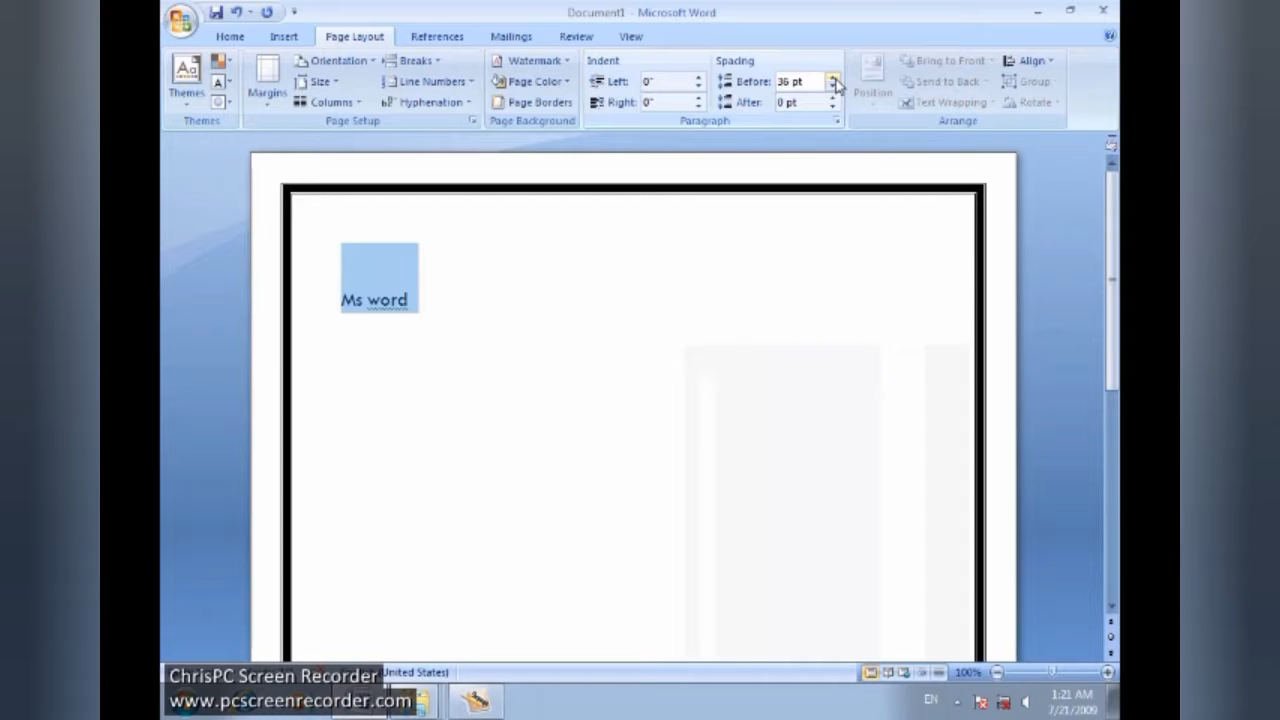 Document1 - Microsoft Word
Home Insert Page Layout References Mailings Review View
Aa Orientation Breaks Watermark Indent Spacing Bring to Front Align
Themes A Margins Size Line Numbers Page Color Left: 0" Before: 36 pt Position Send to Back Group
Columns Hyphenation Page Borders Right: 0" After: 0 pt Text Wrapping Rotate
Themes Page Setup Page Background Paragraph Arrange
Ms word
(United States) 100%
ChrisPC Screen Recorder
www.pcscreenrecorder.com
EN 1:21 AM
7/21/2009